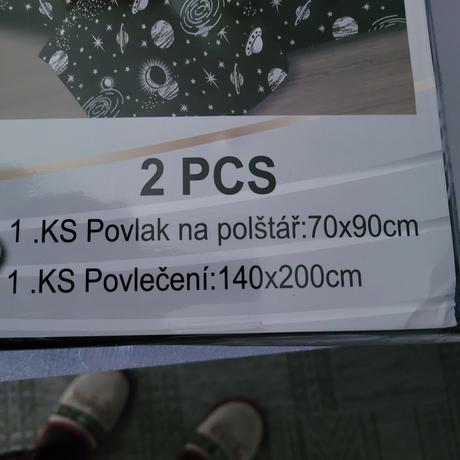 2 PCS
1 .KS Povlak na polštář:70x90cm
1 .KS Povlečení:140x200cm